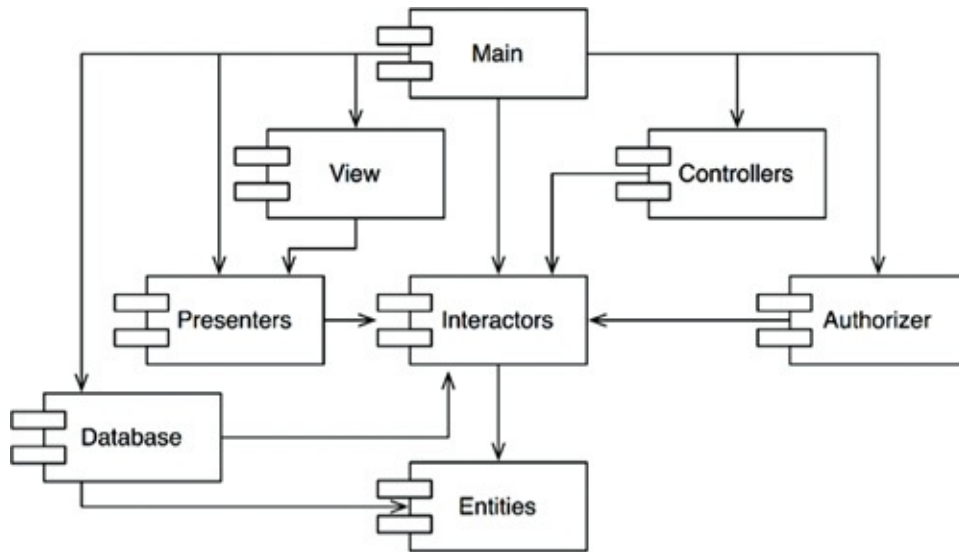 Main
View
Controllers
Presenters
Interactors
Authorizer
Database
Entities